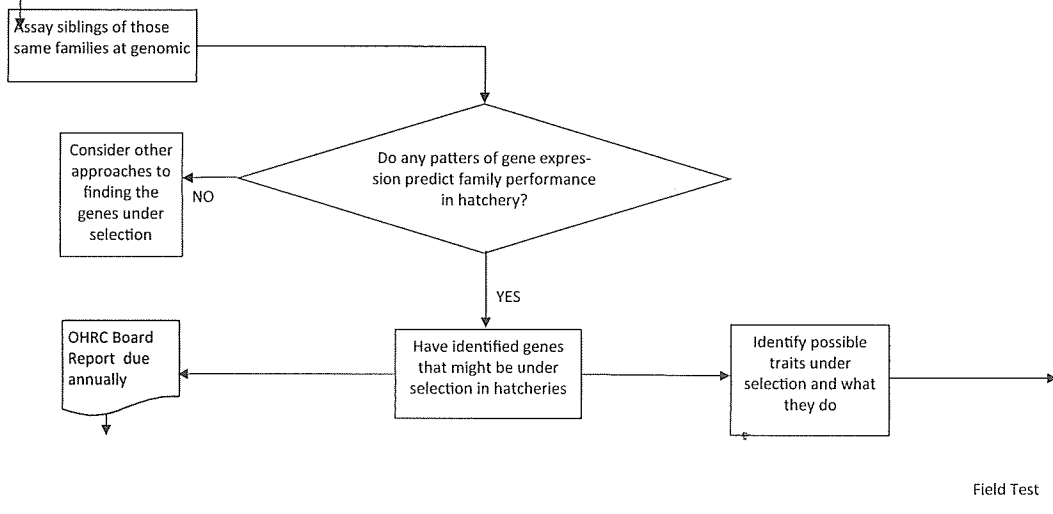 Assay siblings of those
same families at genomic
Do any patters of gene expres-
sion predict family performance
in hatchery?
Consider other
approaches to
finding the
genes under
selection
NO
YES
OHRC Board
Report due
annually
Have identified genes
that might be under
selection in hatcheries
Identify possible
traits under
selection and what
they do
Field Test